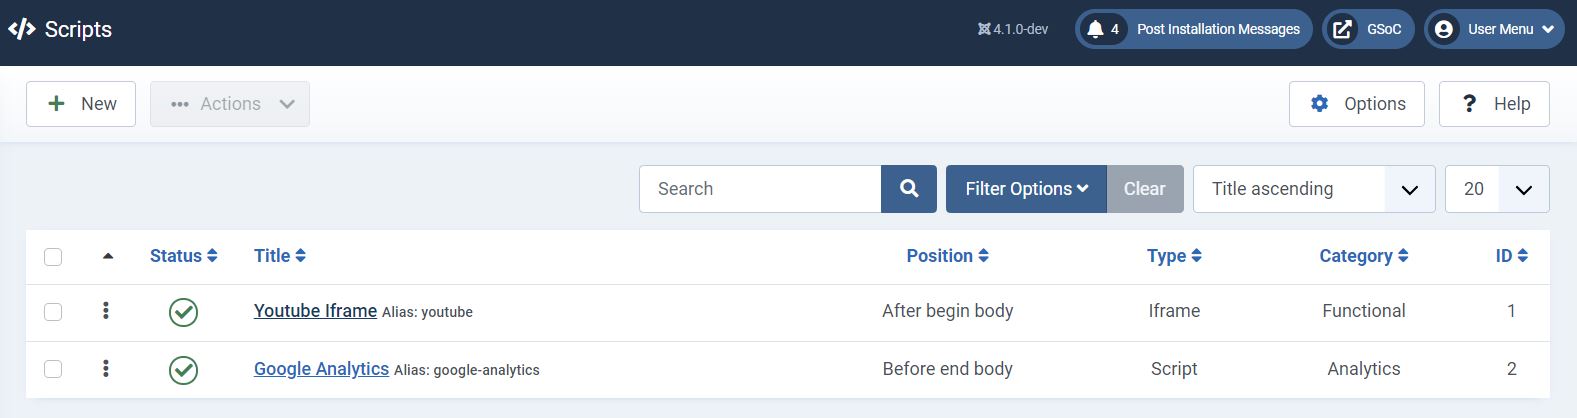 Scripts 4.1.0-dev 4 Post Installation Messages GSoC User Menu
New ••• Actions Options ? Help
Search Filter Options Clear Title ascending 20
Status Title Position Type Category ID
Youtube Iframe Alias: youtube After begin body Iframe Functional 1
Google Analytics Alias: google-analytics Before end body Script Analytics 2